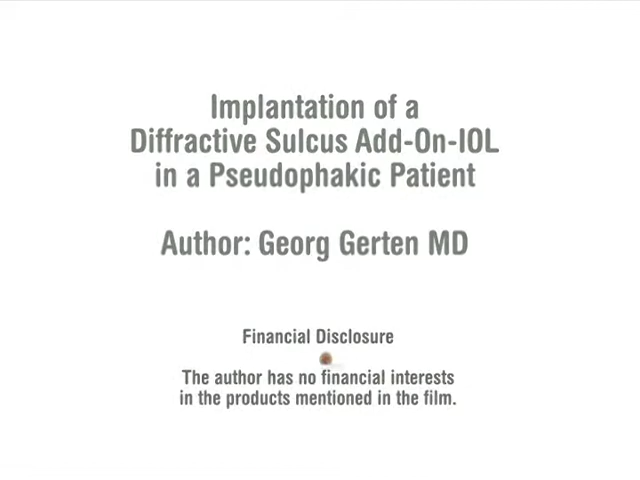 Implantation of a
Diffractive Sulcus Add-On-IOL
in a Pseudophakic Patient
Author: Georg Gerten MD
Financial Disclosure
The author has no financial interests
in the products mentioned in the film.